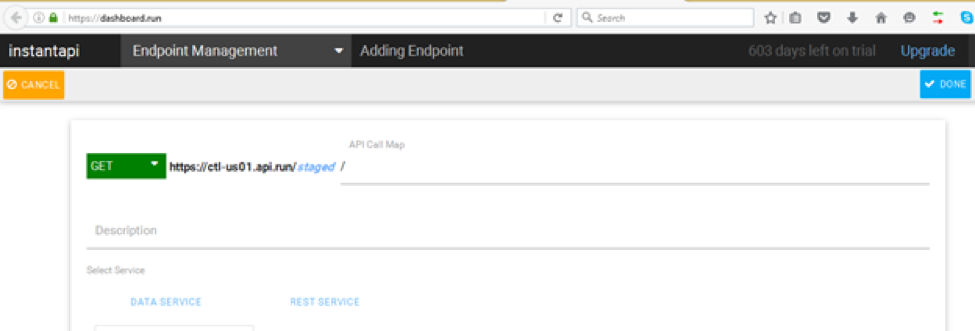 https://dashboard.run
Search
instantapi Endpoint Management Adding Endpoint 603 days left on trial Upgrade
CANCEL DONE
API Call Map
GET https://ctl-us01.api.run/staged /
Description
Select Service
DATA SERVICE REST SERVICE